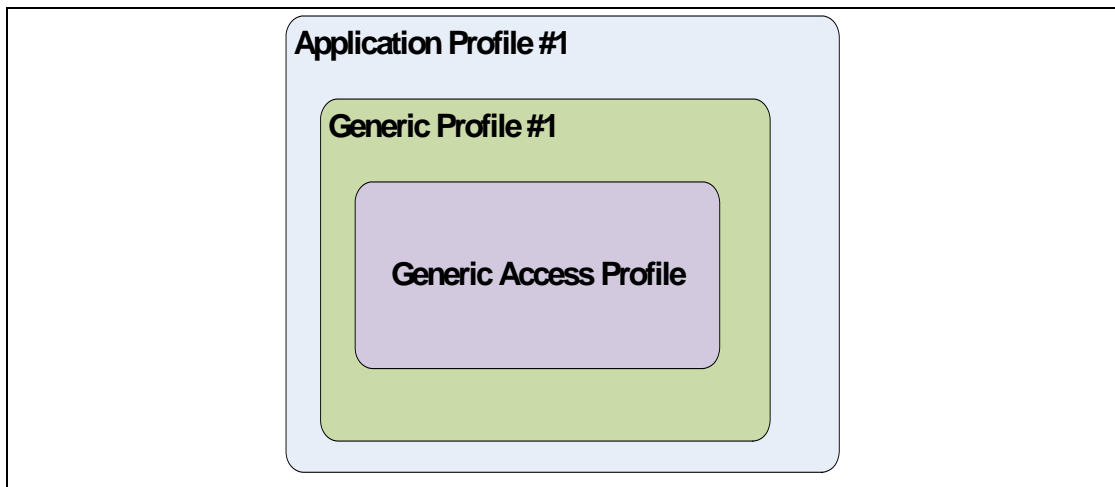 Application Profile #1
Generic Profile #1
Generic Access Profile